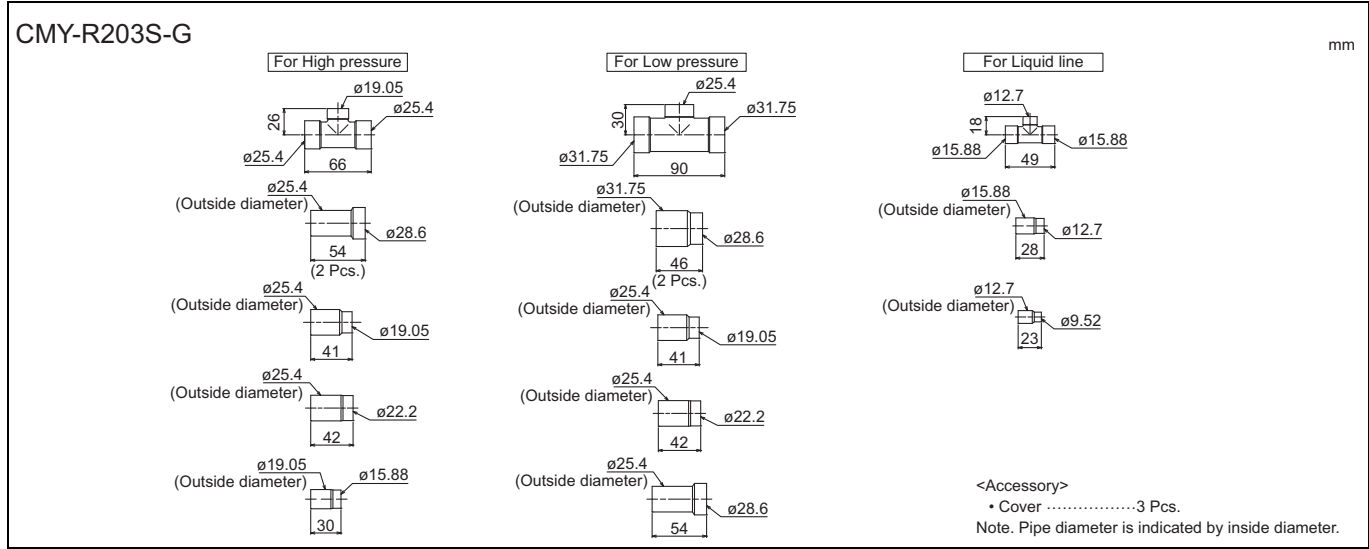 CMY-R203S-G
mm
For High pressure
ø19.05
ø25.4
26
ø25.4
66
ø25.4
(Outside diameter)
ø28.6
54
(2 Pcs.)
ø25.4
(Outside diameter)
ø19.05
41
ø25.4
(Outside diameter)
ø22.2
42
ø19.05
(Outside diameter)
ø15.88
30
For Low pressure
ø25.4
ø31.75
30
ø31.75
90
ø31.75
(Outside diameter)
ø28.6
46
(2 Pcs.)
ø25.4
(Outside diameter)
ø19.05
41
ø25.4
(Outside diameter)
ø22.2
42
ø25.4
(Outside diameter)
ø28.6
54
For Liquid line
ø12.7
18
ø15.88
ø15.88
49
ø15.88
(Outside diameter)
ø12.7
28
ø12.7
(Outside diameter)
ø9.52
23
<Accessory>
• Cover ·················3 Pcs.
Note. Pipe diameter is indicated by inside diameter.